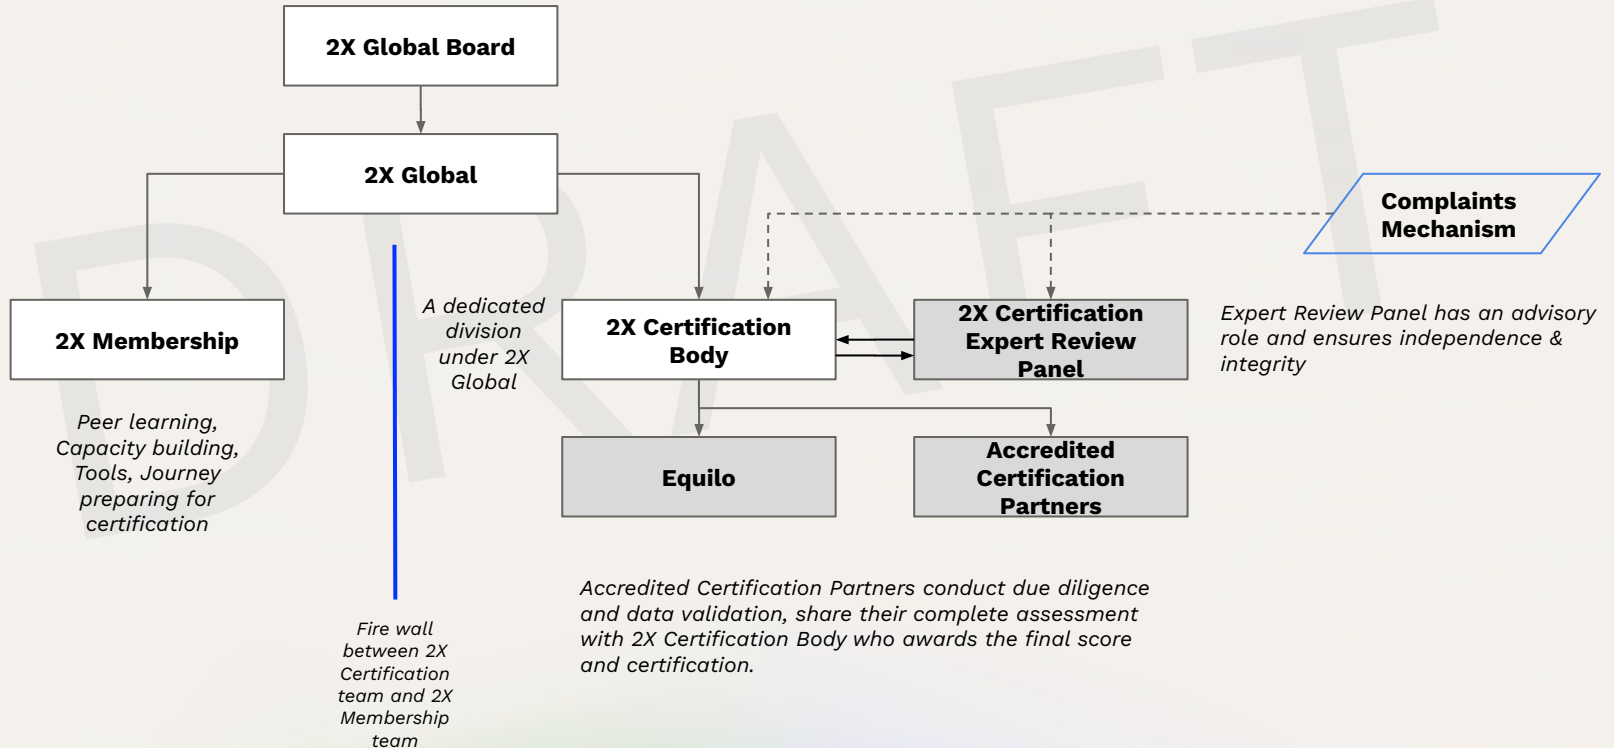 2X Global Board
2X Global
Complaints
Mechanism
2X Membership
A dedicated
division
under 2X
Global
2X Certification
Body
2X Certification
Expert Review
Panel
Expert Review Panel has an advisory
role and ensures independence &
integrity
Peer learning,
Capacity building,
Tools, Journey
preparing for
certification
Equilo
Accredited
Certification
Partners
Accredited Certification Partners conduct due diligence
and data validation, share their complete assessment
with 2X Certification Body who awards the final score
and certification.
Fire wall
between 2X
Certification
team and 2X
Membership
team
DRAFT